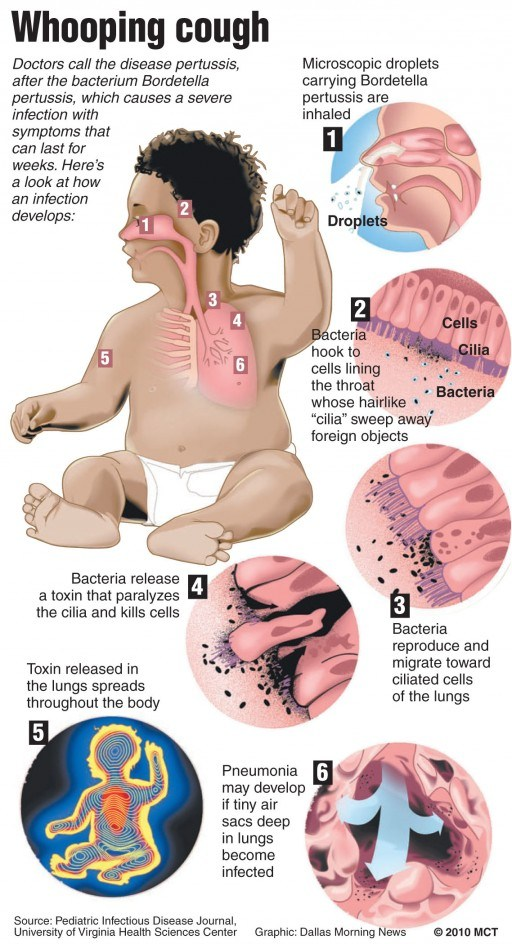 Whooping cough
Doctors call the disease pertussis,
after the bacterium Bordetella
pertussis, which causes a severe
infection with
symptoms that
can last for
weeks. Here's
a look at how
an infection
develops:
Microscopic droplets
carrying Bordetella
pertussis are
inhaled
1
Droplets
1
2
3
4
5
6
2
Cells
Cilia
Bacteria
Bacteria
hook to
cells lining
the throat
whose hairlike
“cilia” sweep away
foreign objects
3
Bacteria
reproduce and
migrate toward
ciliated cells
of the lungs
Bacteria release
a toxin that paralyzes
the cilia and kills cells
4
Toxin released in
the lungs spreads
throughout the body
5
Pneumonia
may develop
if tiny air
sacs deep
in lungs
become
infected
6
Source: Pediatric Infectious Disease Journal,
University of Virginia Health Sciences Center
Graphic: Dallas Morning News
© 2010 MCT